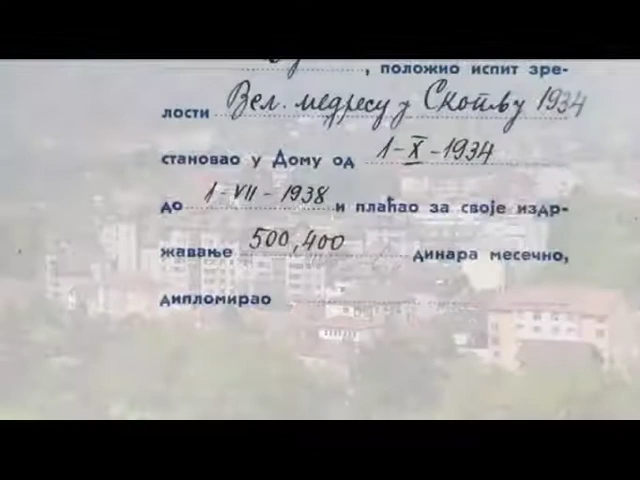 , положио испит зре-
лости Вел. медресу у Скопљу 1934
становао у Дому од 1-X-1934
до 1-VII-1938 и плаћао за своје издр-
жавање 500,400 динара месечно,
дипломирао